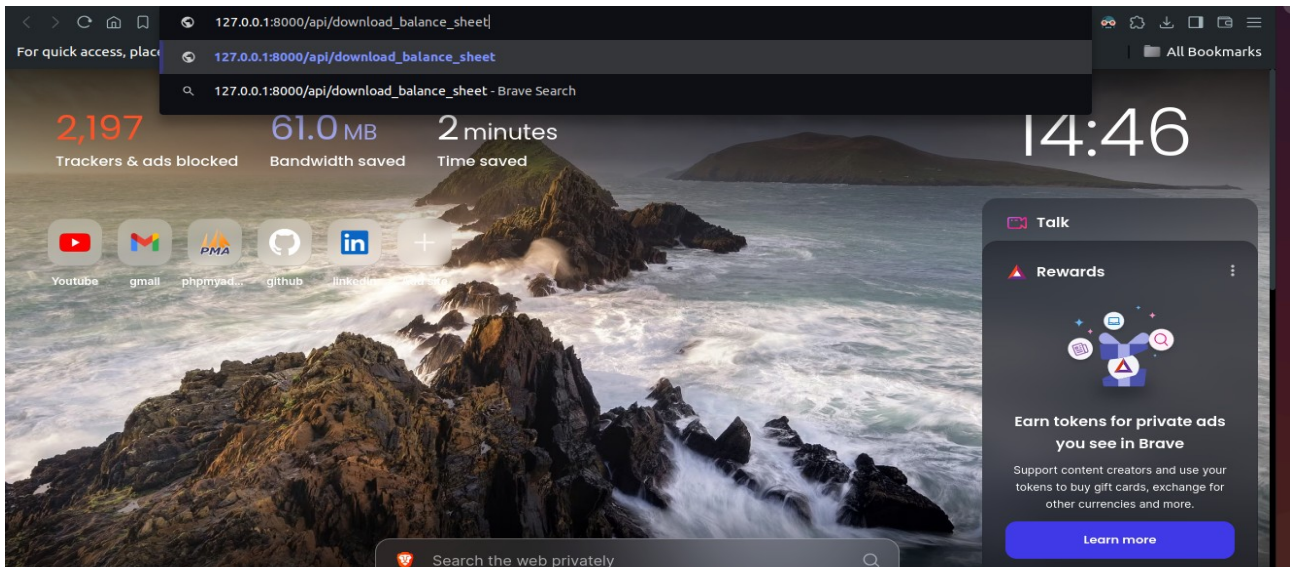 127.0.0.1:8000/api/download_balance_sheet
For quick access, place
127.0.0.1:8000/api/download_balance_sheet
All Bookmarks
127.0.0.1:8000/api/download_balance_sheet - Brave Search
2,197
Trackers & ads blocked
61.0 MB
Bandwidth saved
2 minutes
Time saved
14:46
Talk
Rewards
PMA
in
Youtube
gmail
phpmyad...
github
Earn tokens for private ads
you see in Brave
Support content creators and use your
tokens to buy gift cards, exchange for
other currencies and more.
Learn more
Search the web privately